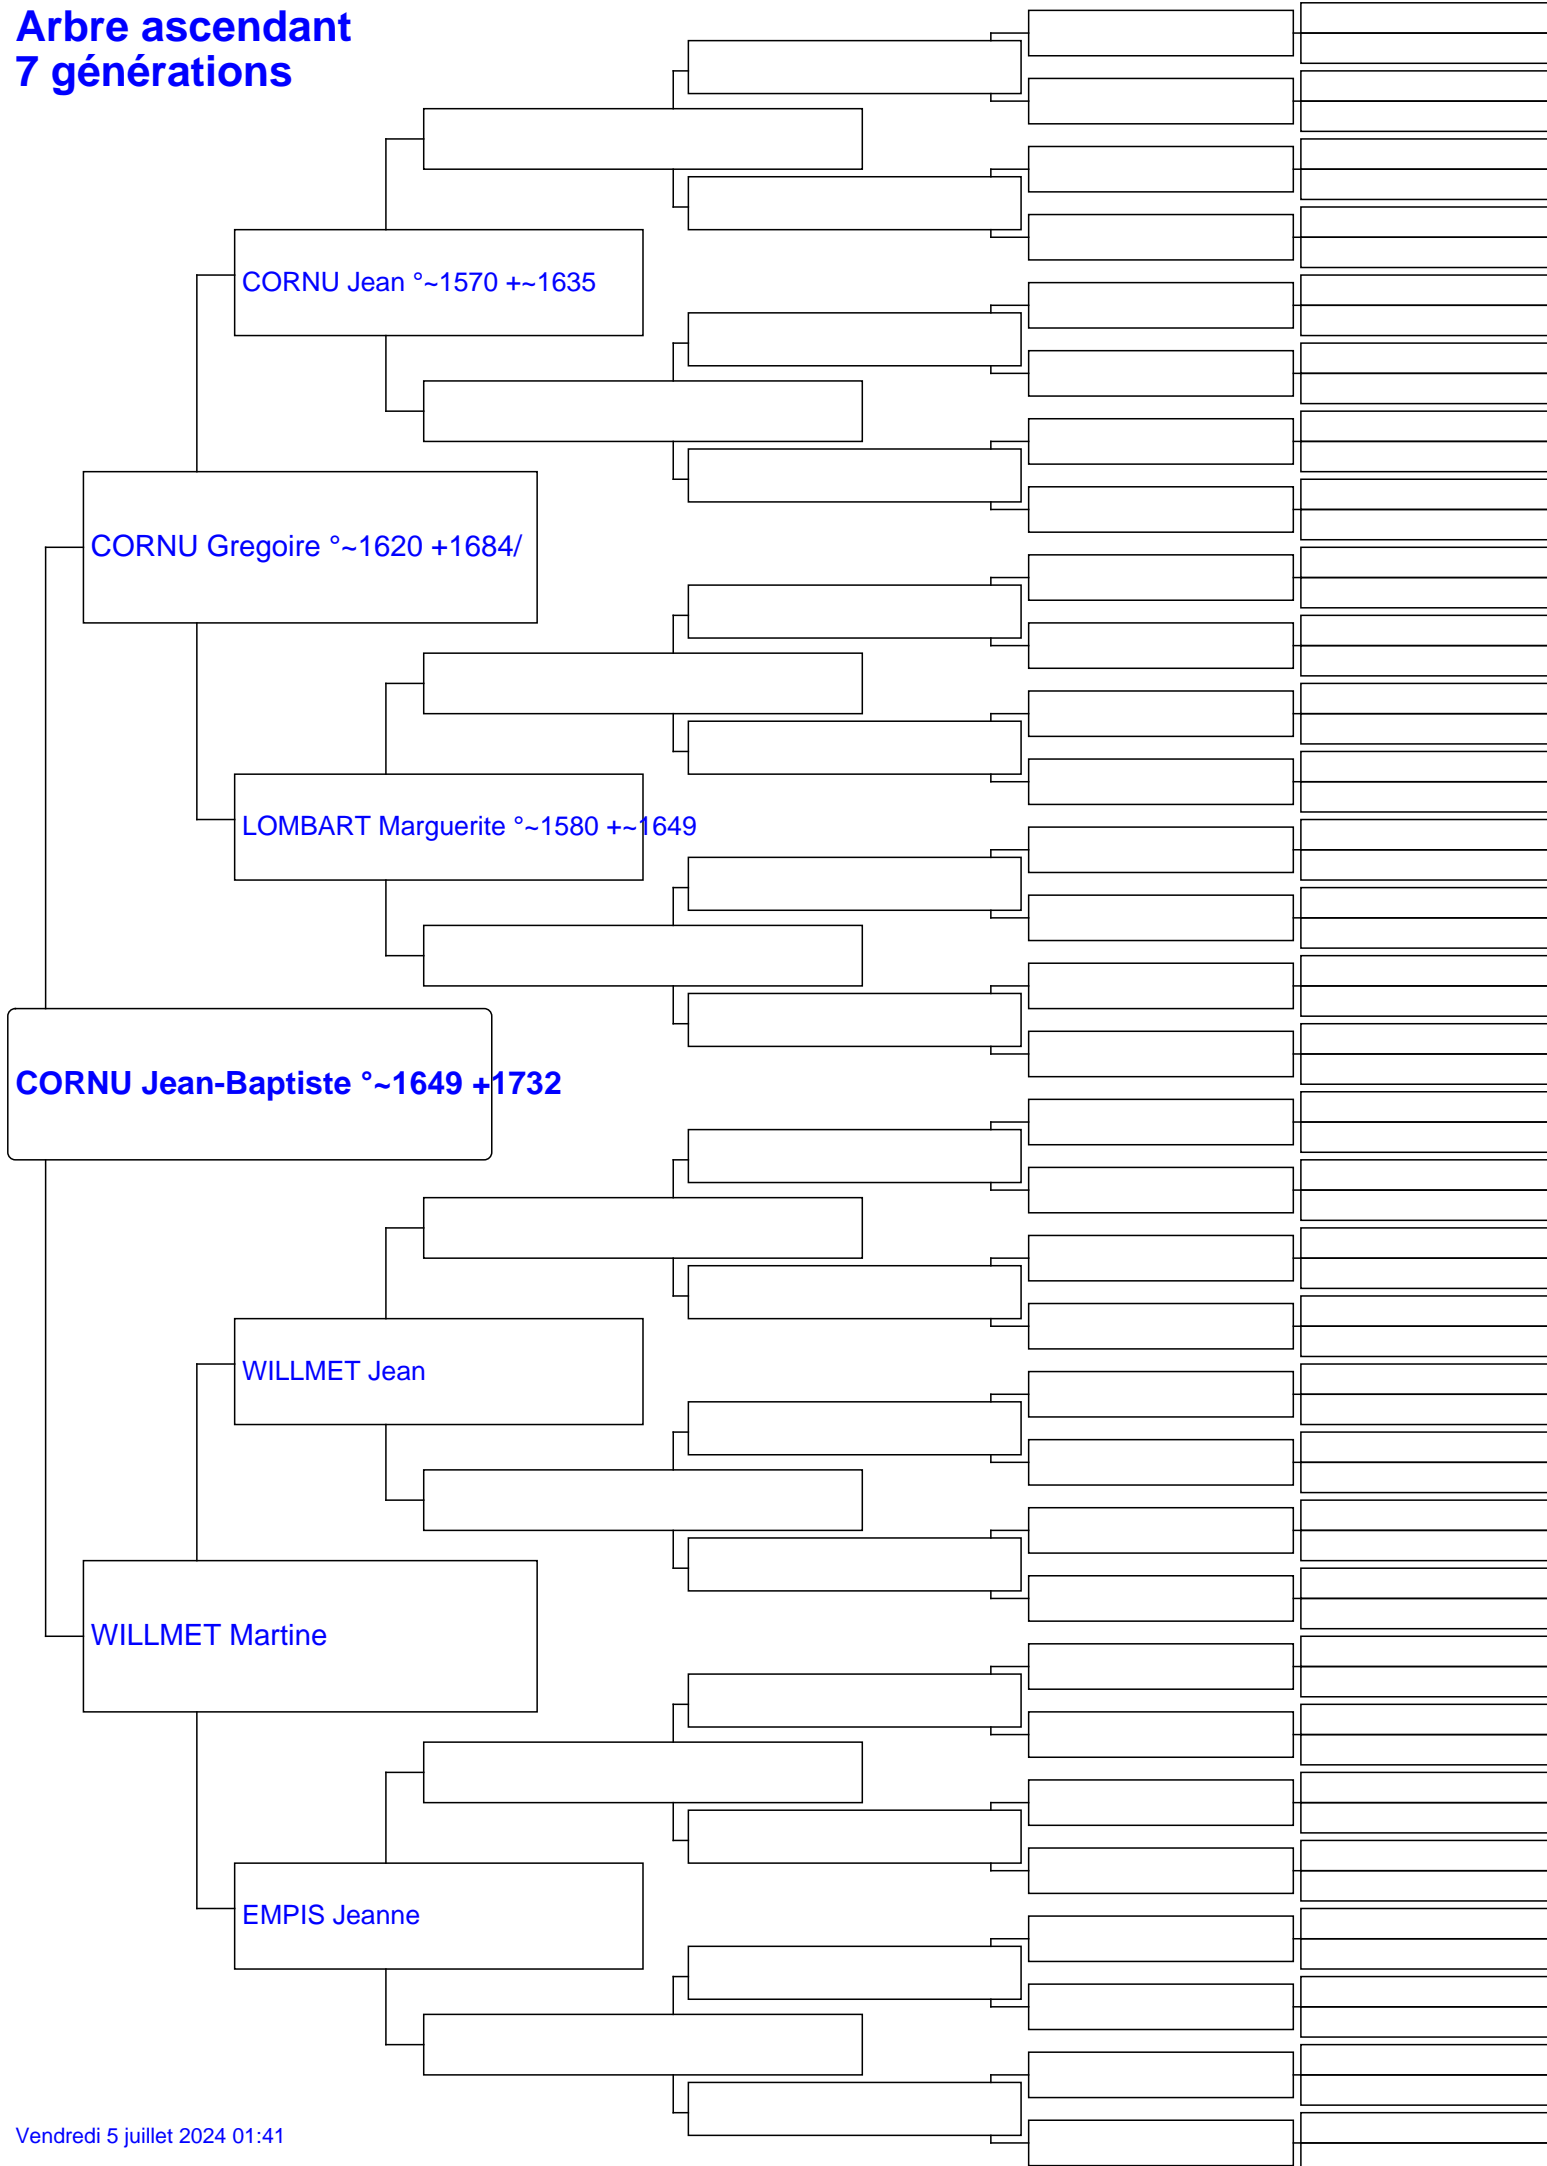 Arbre ascendant
7 générations
CORNU Jean °~1570 +~1635
CORNU Gregoire °~1620 +1684/
LOMBART Marguerite °~1580 +~1649
CORNU Jean-Baptiste °~1649 +1732
WILLMET Jean
WILLMET Martine
EMPIS Jeanne
Vendredi 5 juillet 2024 01:41